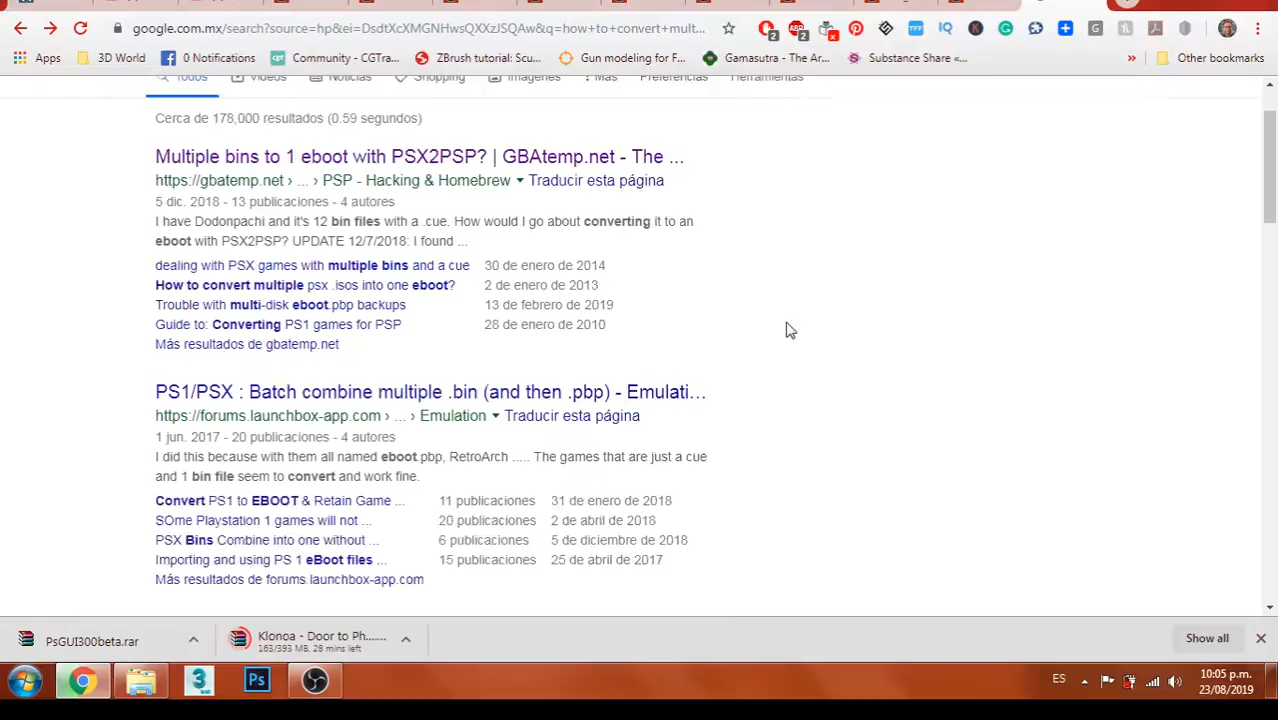 google.com.mx/search?source=hp&ei=DsdtXcXMGNHwsQXXzJSQAw&q=how+to+convert+mult...
Apps 3D World 0 Notifications Community - CGTra... ZBrush tutorial: Scu... Gun modeling for F... Gamasutra - The Ar... Substance Share «... » Other bookmarks
Todos Videos Noticias Shopping Imágenes Más Preferencias Herramientas
Cerca de 178,000 resultados (0.59 segundos)
Multiple bins to 1 eboot with PSX2PSP? | GBAtemp.net - The ...
https://gbatemp.net › ... › PSP - Hacking & Homebrew Traducir esta página
5 dic. 2018 - 13 publicaciones - 4 autores
I have Dodonpachi and it's 12 bin files with a .cue. How would I go about converting it to an
eboot with PSX2PSP? UPDATE 12/7/2018: I found ...
dealing with PSX games with multiple bins and a cue 30 de enero de 2014
How to convert multiple psx .isos into one eboot? 2 de enero de 2013
Trouble with multi-disk eboot.pbp backups 13 de febrero de 2019
Guide to: Converting PS1 games for PSP 28 de enero de 2010
Más resultados de gbatemp.net
PS1/PSX : Batch combine multiple .bin (and then .pbp) - Emulati...
https://forums.launchbox-app.com › ... › Emulation Traducir esta página
1 jun. 2017 - 20 publicaciones - 4 autores
I did this because with them all named eboot.pbp, RetroArch ..... The games that are just a cue
and 1 bin file seem to convert and work fine.
Convert PS1 to EBOOT & Retain Game ... 11 publicaciones 31 de enero de 2018
SOme Playstation 1 games will not ... 20 publicaciones 2 de abril de 2018
PSX Bins Combine into one without ... 6 publicaciones 5 de diciembre de 2018
Importing and using PS 1 eBoot files ... 15 publicaciones 25 de abril de 2017
Más resultados de forums.launchbox-app.com
PsGUI300beta.rar
Klonoa - Door to Ph.......
163/393 MB, 28 mins left
Show all
ES
10:05 p.m.
23/08/2019